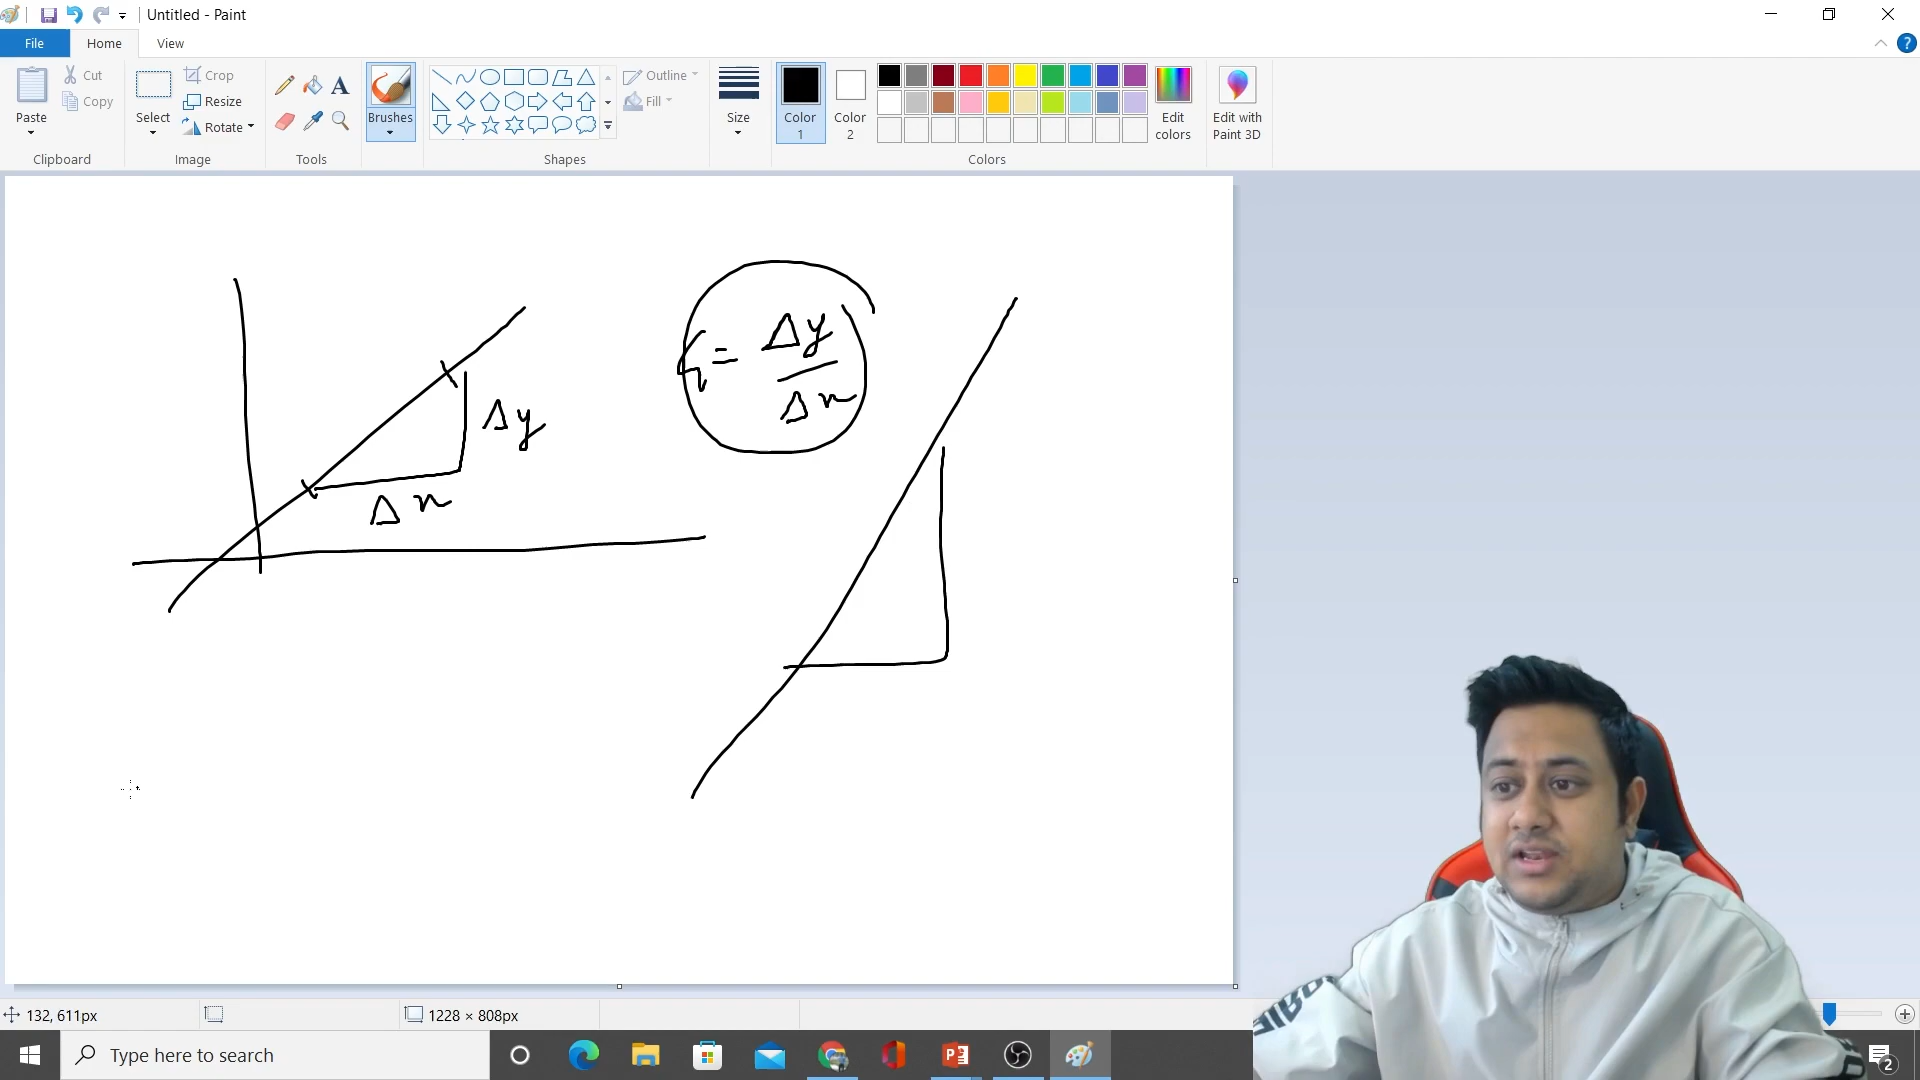 Untitled - Paint
File Home View
Paste
Cut
Copy
Clipboard
Select
Crop
Resize
Rotate
Image
A
Tools
Brushes
Outline
Fill
Shapes
Size
Color 1
Color 2
Edit colors
Edit with Paint 3D
Colors
?
= Δy
Δx
Δy
Δx
132, 611px
1228 × 808px
Type here to search
2